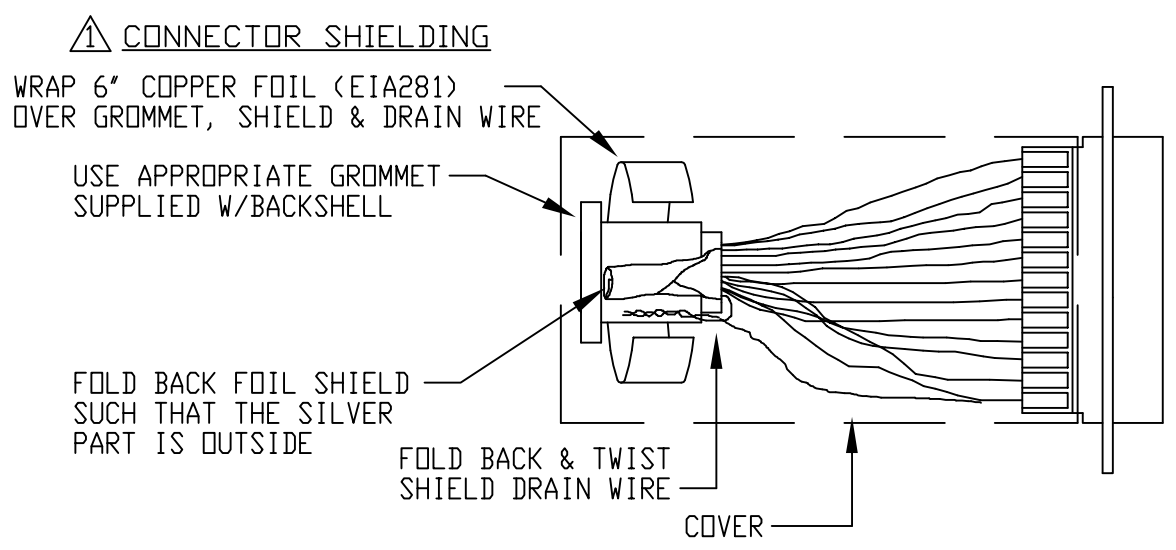 1 CONNECTOR SHIELDING
WRAP 6" COPPER FOIL (EIA281)
OVER GROMMET, SHIELD & DRAIN WIRE
USE APPROPRIATE GROMMET
SUPPLIED W/BACKSHELL
FOLD BACK FOIL SHIELD
SUCH THAT THE SILVER
PART IS OUTSIDE
FOLD BACK & TWIST
SHIELD DRAIN WIRE
COVER